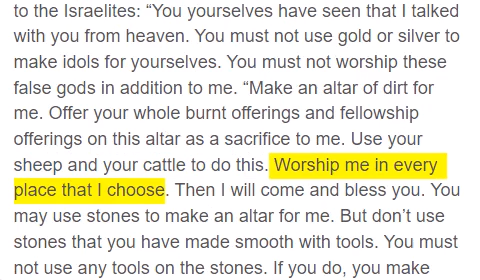 to the Israelites: “You yourselves have seen that I talked
with you from heaven. You must not use gold or silver to
make idols for yourselves. You must not worship these
false gods in addition to me. “Make an altar of dirt for
me. Offer your whole burnt offerings and fellowship
offerings on this altar as a sacrifice to me. Use your
sheep and your cattle to do this. Worship me in every
place that I choose. Then I will come and bless you. You
may use stones to make an altar for me. But don’t use
stones that you have made smooth with tools. You must
not use any tools on the stones. If you do, you make